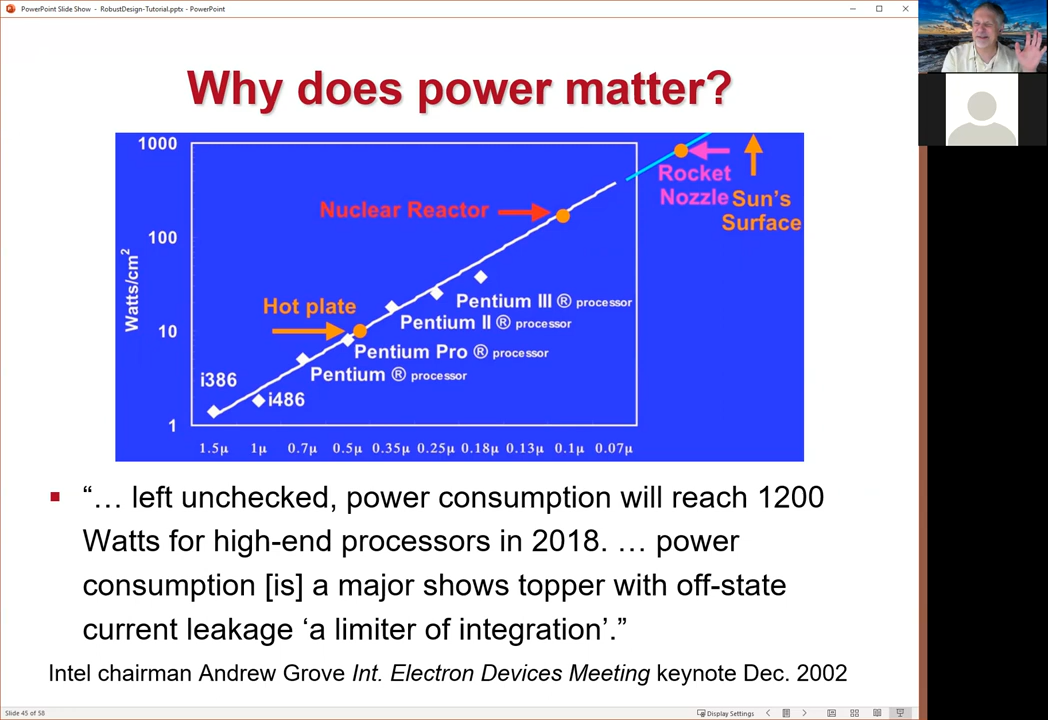 PowerPoint Slide Show - RobustDesign-Tutorial.pptx - PowerPoint
Why does power matter?
1000
100
10
1
Watts/cm²
Rocket
Nozzle
Sun's
Surface
Nuclear Reactor
Hot plate
Pentium III ® processor
Pentium II ® processor
Pentium Pro ® processor
Pentium ® processor
i386
i486
1.5µ 1µ 0.7µ 0.5µ 0.35µ 0.25µ 0.18µ 0.13µ 0.1µ 0.07µ
“… left unchecked, power consumption will reach 1200
Watts for high-end processors in 2018. … power
consumption [is] a major shows topper with off-state
current leakage ‘a limiter of integration’.”
Intel chairman Andrew Grove Int. Electron Devices Meeting keynote Dec. 2002
Slide 45 of 58
Display Settings